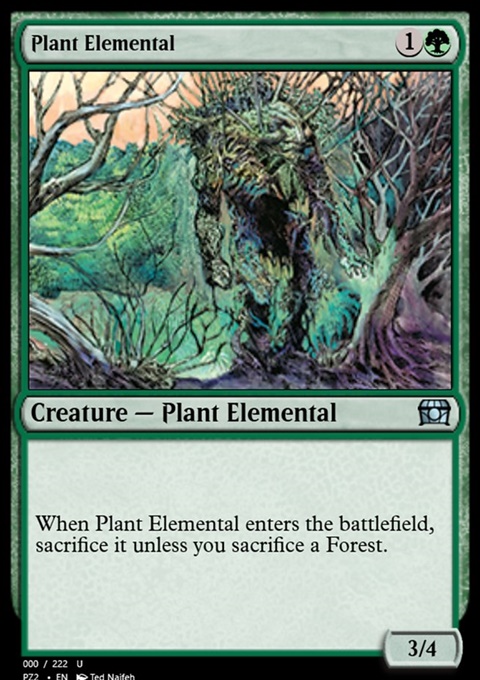 Plant Elemental 1
Creature — Plant Elemental
When Plant Elemental enters the battlefield,
sacrifice it unless you sacrifice a Forest.
3/4
000 / 222 U
PZ2 • EN Ted Naifeh